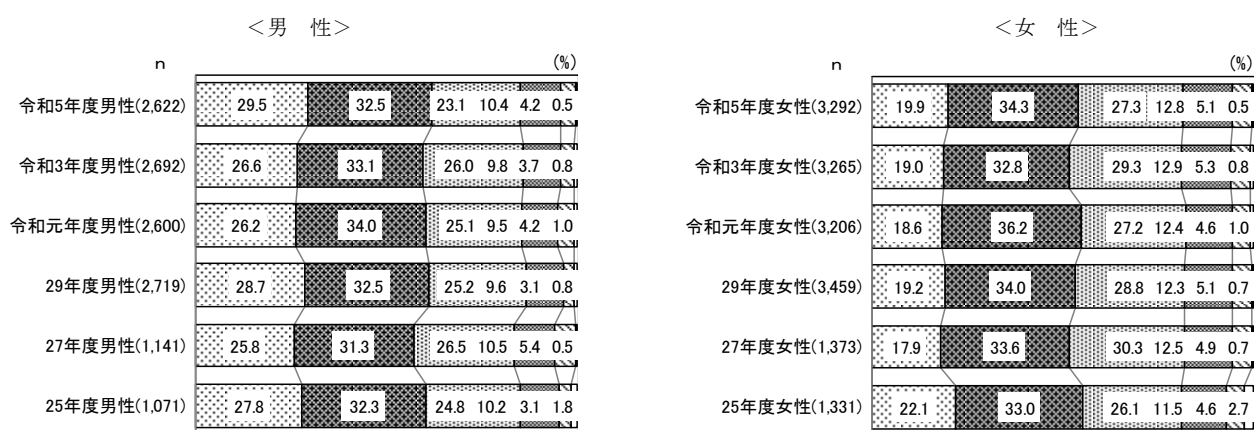 ＜男　性＞
n (%)
令和5年度男性(2,622) 29.5 32.5 23.1 10.4 4.2 0.5
令和3年度男性(2,692) 26.6 33.1 26.0 9.8 3.7 0.8
令和元年度男性(2,600) 26.2 34.0 25.1 9.5 4.2 1.0
29年度男性(2,719) 28.7 32.5 25.2 9.6 3.1 0.8
27年度男性(1,141) 25.8 31.3 26.5 10.5 5.4 0.5
25年度男性(1,071) 27.8 32.3 24.8 10.2 3.1 1.8
＜女　性＞
n (%)
令和5年度女性(3,292) 19.9 34.3 27.3 12.8 5.1 0.5
令和3年度女性(3,265) 19.0 32.8 29.3 12.9 5.3 0.8
令和元年度女性(3,206) 18.6 36.2 27.2 12.4 4.6 1.0
29年度女性(3,459) 19.2 34.0 28.8 12.3 5.1 0.7
27年度女性(1,373) 17.9 33.6 30.3 12.5 4.9 0.7
25年度女性(1,331) 22.1 33.0 26.1 11.5 4.6 2.7